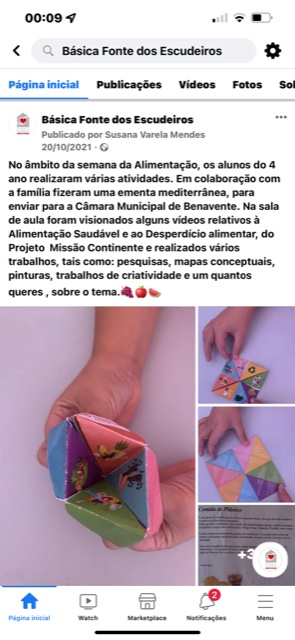 00:09
Básica Fonte dos Escudeiros
Página inicial Publicações Vídeos Fotos Sol
Básica Fonte dos Escudeiros
Publicado por Susana Varela Mendes
20/10/2021 ·
No âmbito da semana da Alimentação, os alunos do 4
ano realizaram várias atividades. Em colaboração com
a família fizeram uma ementa mediterrânea, para
enviar para a Câmara Municipal de Benavente. Na sala
de aula foram visionados alguns vídeos relativos à
Alimentação Saudável e ao Desperdício alimentar, do
Projeto Missão Continente e realizados vários
trabalhos, tais como: pesquisas, mapas conceptuais,
pinturas, trabalhos de criatividade e um quantos
queres , sobre o tema.🍇🍎🍉
+3
Página inicial
Watch
Marketplace
2
Notificações
Menu